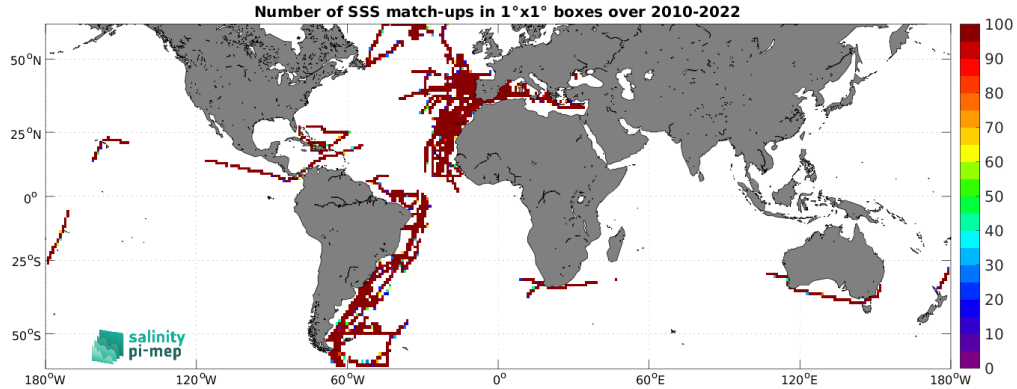 Number of SSS match-ups in 1°x1° boxes over 2010-2022
100
90
80
70
60
50
40
30
20
10
0
50°N
25°N
0°
25°S
50°S
180°W
120°W
60°W
0°
60°E
120°E
180°W
salinity
pi-mep